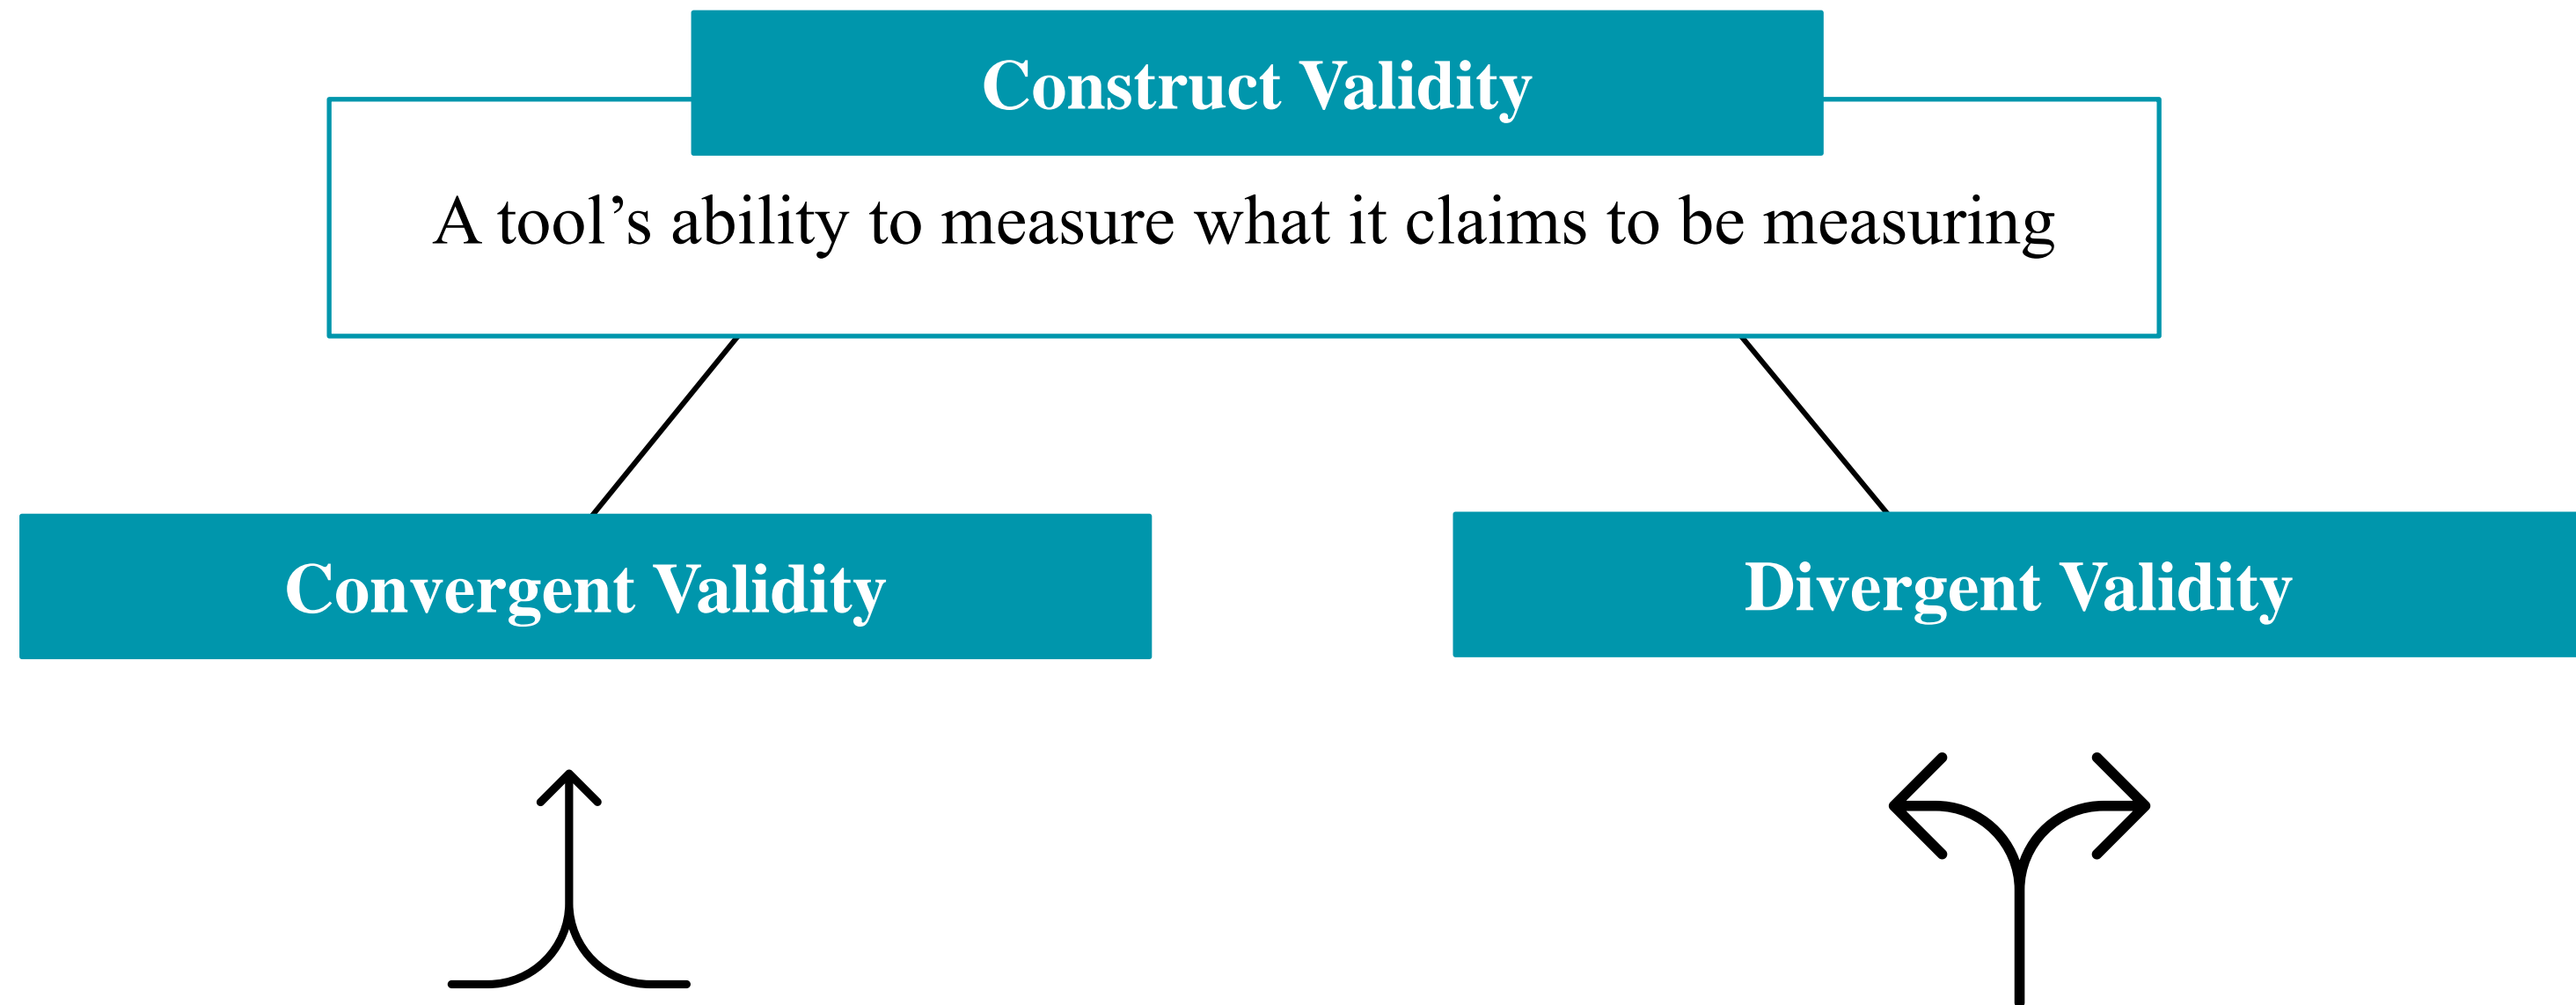 Construct Validity
A tool’s ability to measure what it claims to be measuring
Convergent Validity
Divergent Validity